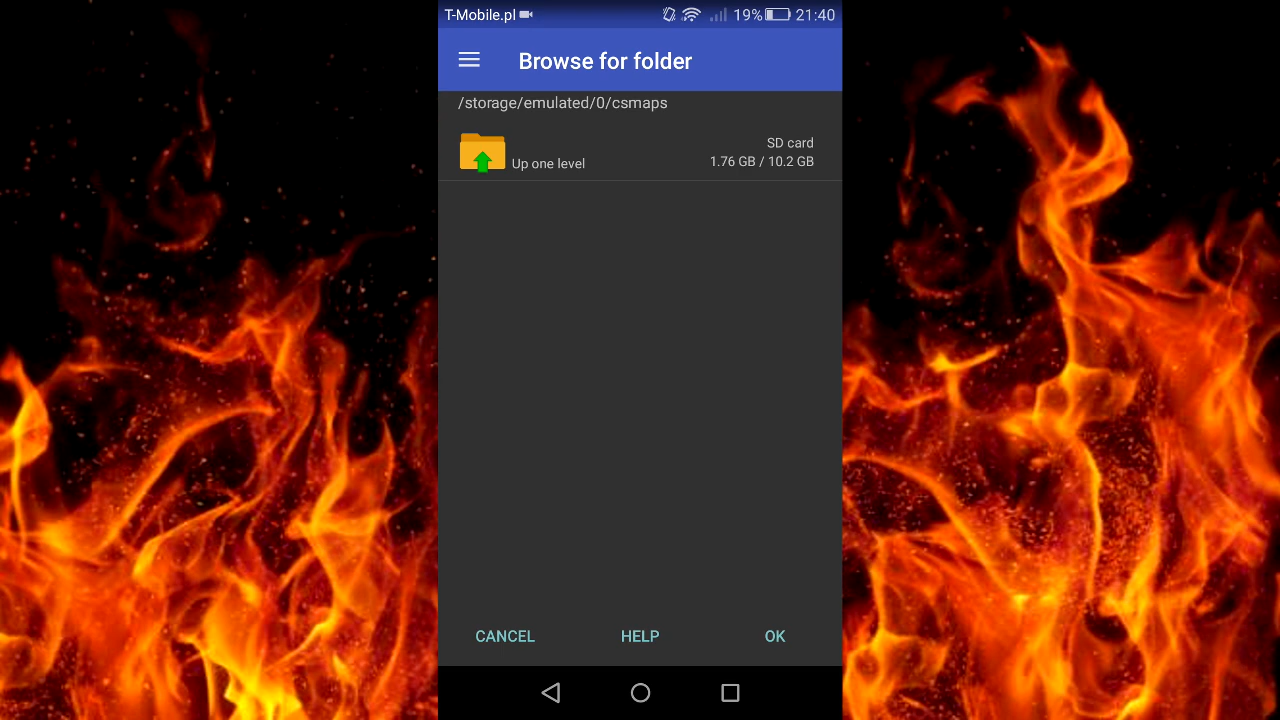 T-Mobile.pl 19% 21:40
Browse for folder
/storage/emulated/0/csmaps
SD card
Up one level 1.76 GB / 10.2 GB
CANCEL HELP OK